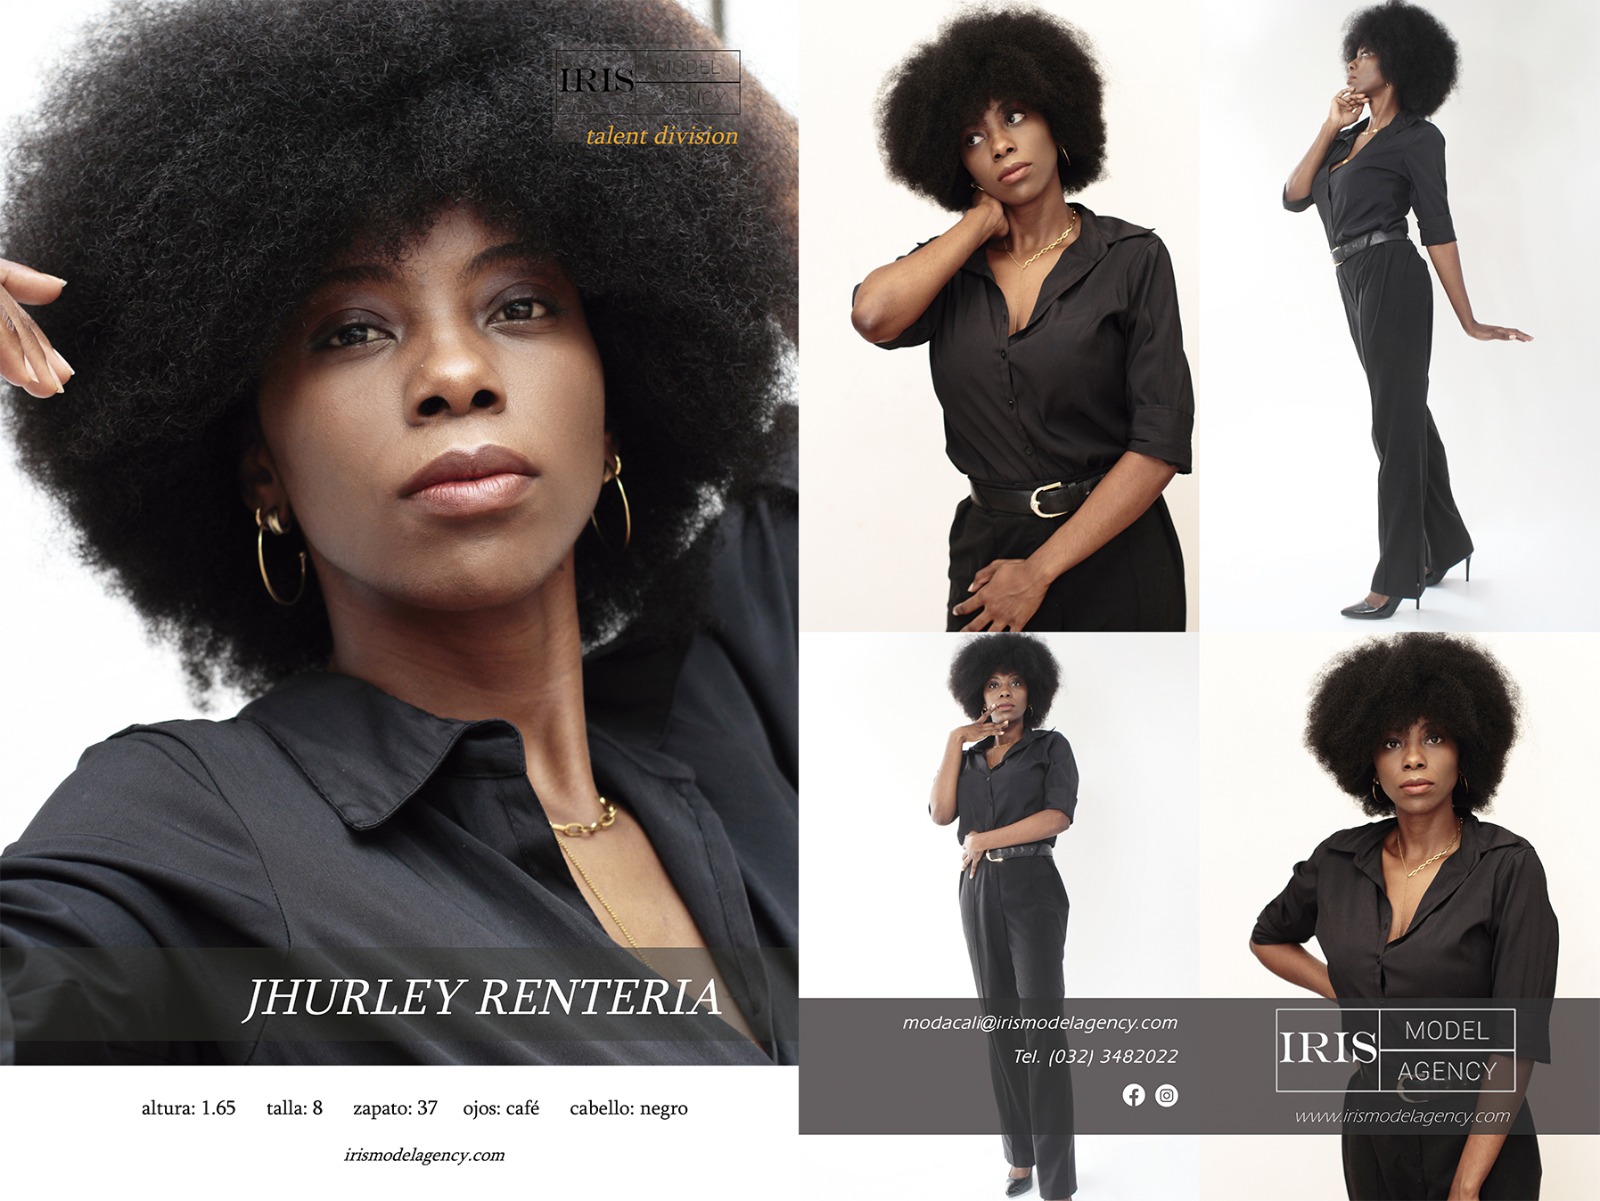 IRIS MODEL
AGENCY
talent division
JHURLEY RENTERIA
altura: 1.65 talla: 8 zapato: 37 ojos: café cabello: negro
irismodelagency.com
modacali@irismodelagency.com
Tel. (032) 3482022
IRIS MODEL
AGENCY
www.irismodelagency.com